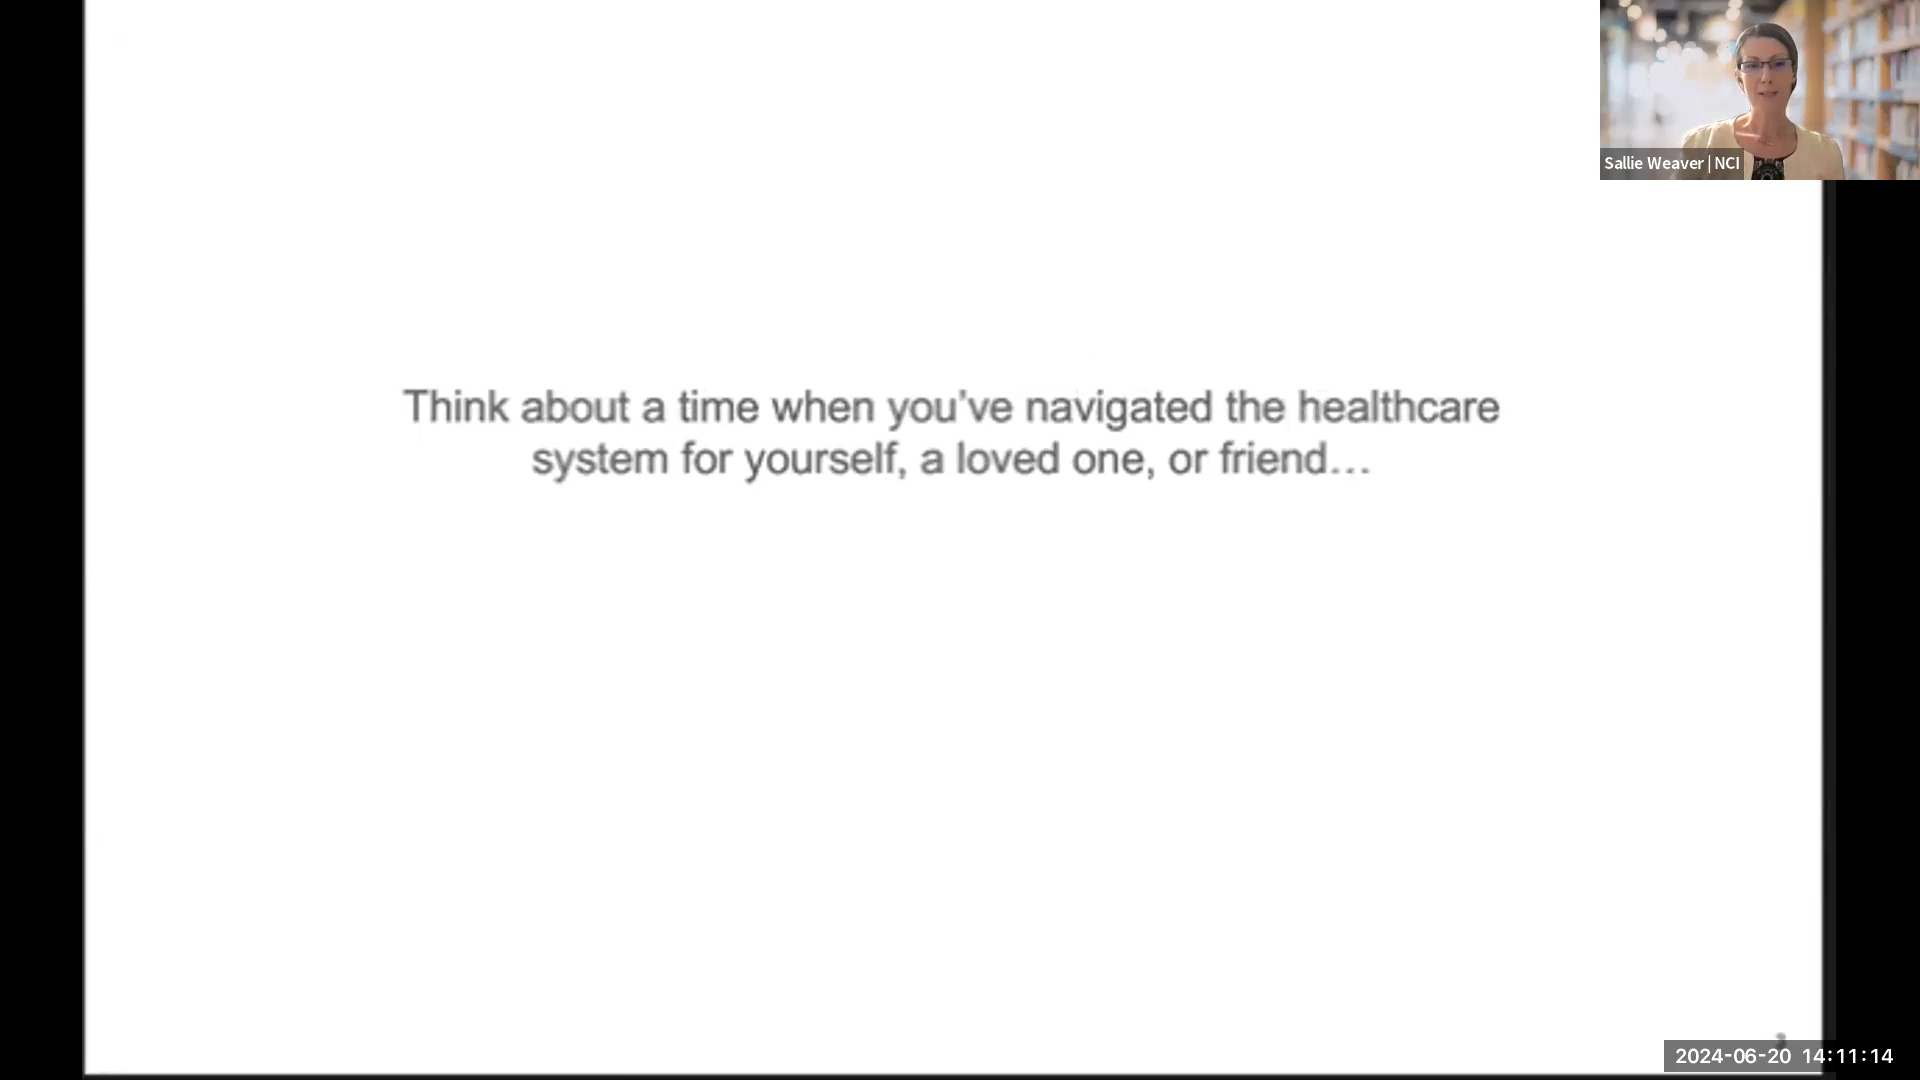 Sallie Weaver | NCI
Think about a time when you've navigated the healthcare
system for yourself, a loved one, or friend...
2024-06-20 14:11:14